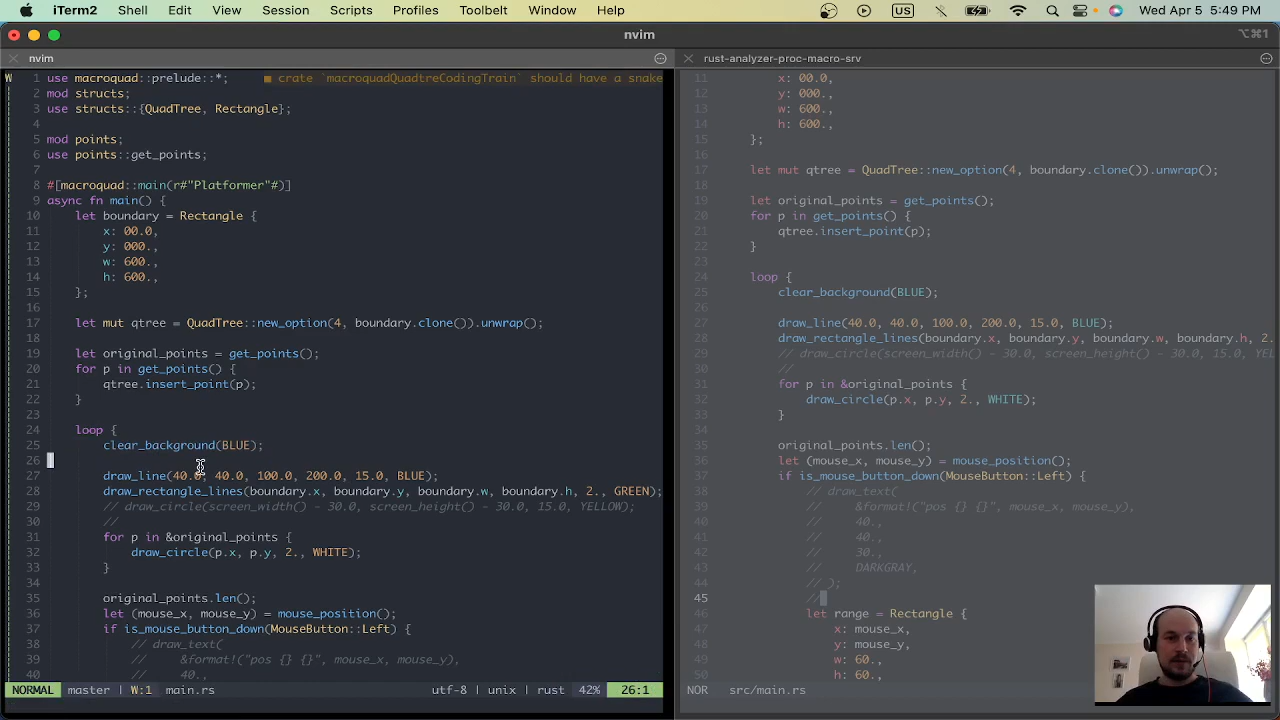 iTerm2 Shell Edit View Session Scripts Profiles Toolbelt Window Help US Wed Apr 5 5:49 PM
nvim ⌥⌘1
nvim
W 1 use macroquad::prelude::*; ■ crate `macroquadQuadtreCodingTrain` should have a snake
2 mod structs;
3 use structs::{QuadTree, Rectangle};
4
5 mod points;
6 use points::get_points;
7
8 #[macroquad::main(r#"Platformer"#)]
9 async fn main() {
10 let boundary = Rectangle {
11 x: 00.0,
12 y: 000.,
13 w: 600.,
14 h: 600.,
15 };
16
17 let mut qtree = QuadTree::new_option(4, boundary.clone()).unwrap();
18
19 let original_points = get_points();
20 for p in get_points() {
21 qtree.insert_point(p);
22 }
23
24 loop {
25 clear_background(BLUE);
26
27 draw_line(40.0, 40.0, 100.0, 200.0, 15.0, BLUE);
28 draw_rectangle_lines(boundary.x, boundary.y, boundary.w, boundary.h, 2., GREEN);
29 // draw_circle(screen_width() - 30.0, screen_height() - 30.0, 15.0, YELLOW);
30 //
31 for p in &original_points {
32 draw_circle(p.x, p.y, 2., WHITE);
33 }
34
35 original_points.len();
36 let (mouse_x, mouse_y) = mouse_position();
37 if is_mouse_button_down(MouseButton::Left) {
38 // draw_text(
39 // &format!("pos {} {}", mouse_x, mouse_y),
40 // 40.,
NORMAL master | W:1 main.rs utf-8 | unix | rust 42% 26:1
rust-analyzer-proc-macro-srv
11 x: 00.0,
12 y: 000.,
13 w: 600.,
14 h: 600.,
15 };
16
17 let mut qtree = QuadTree::new_option(4, boundary.clone()).unwrap();
18
19 let original_points = get_points();
20 for p in get_points() {
21 qtree.insert_point(p);
22 }
23
24 loop {
25 clear_background(BLUE);
26
27 draw_line(40.0, 40.0, 100.0, 200.0, 15.0, BLUE);
28 draw_rectangle_lines(boundary.x, boundary.y, boundary.w, boundary.h, 2.
29 // draw_circle(screen_width() - 30.0, screen_height() - 30.0, 15.0, YEL
30 //
31 for p in &original_points {
32 draw_circle(p.x, p.y, 2., WHITE);
33 }
34
35 original_points.len();
36 let (mouse_x, mouse_y) = mouse_position();
37 if is_mouse_button_down(MouseButton::Left) {
38 // draw_text(
39 // &format!("pos {} {}", mouse_x, mouse_y),
40 // 40.,
41 // 40.,
42 // 30.,
43 // DARKGRAY,
44 // );
45 //
46 let range = Rectangle {
47 x: mouse_x,
48 y: mouse_y,
49 w: 60.,
50 h: 60.,
NOR src/main.rs